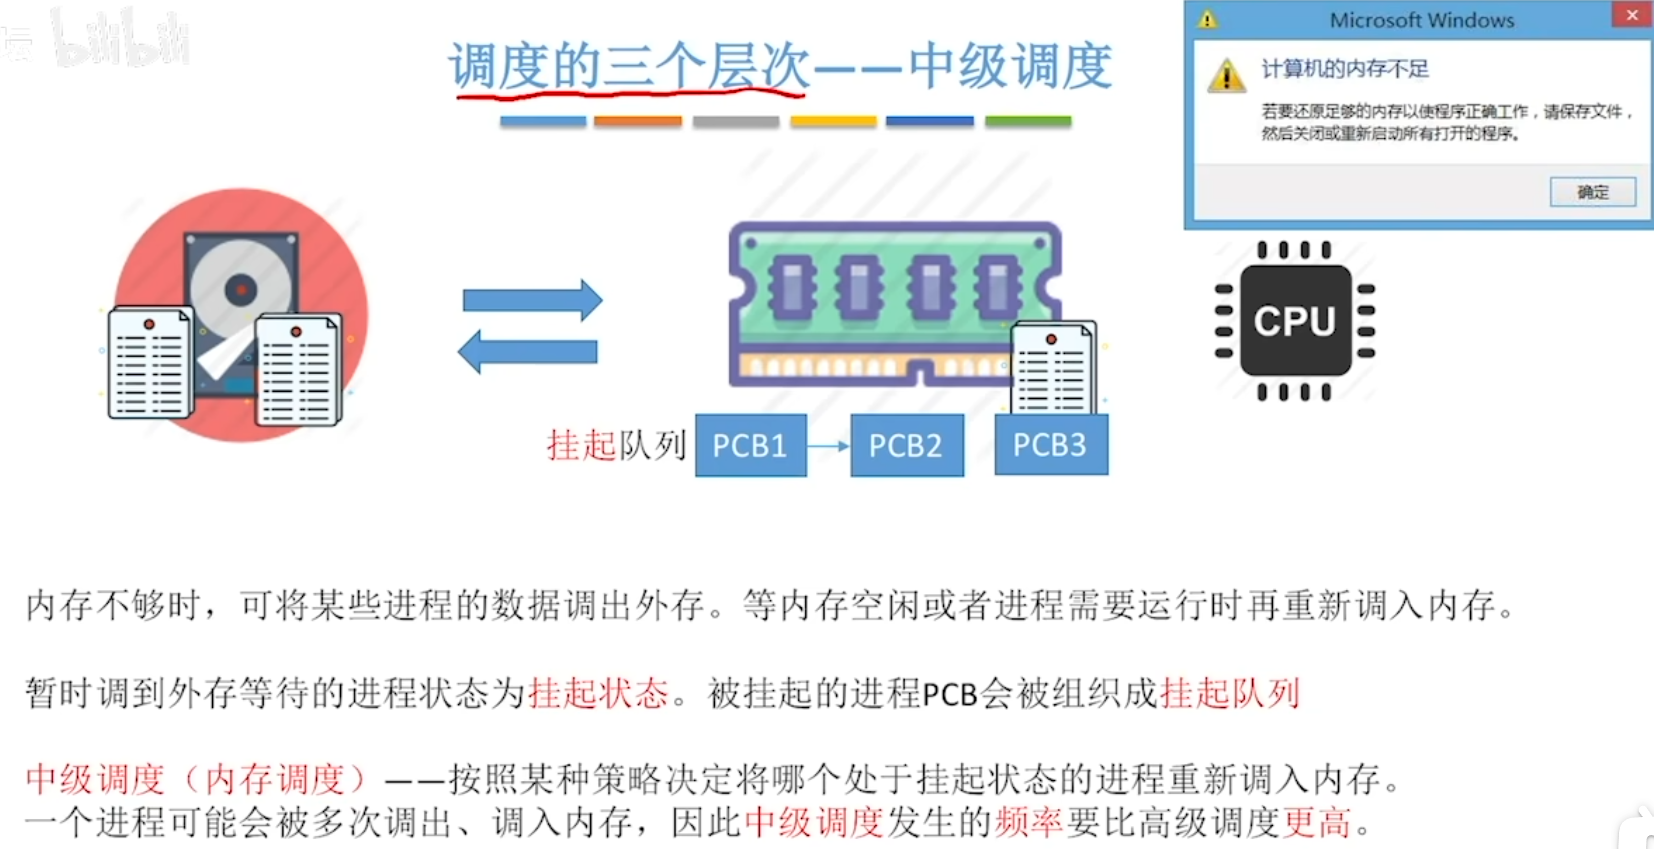 坛 bilibili
调度的三个层次——中级调度
Microsoft Windows
计算机的内存不足
若要还原足够的内存以使程序正确工作，请保存文件，
然后关闭或重新启动所有打开的程序。
确定
CPU
挂起队列 PCB1 PCB2 PCB3
内存不够时，可将某些进程的数据调出外存。等内存空闲或者进程需要运行时再重新调入内存。
暂时调到外存等待的进程状态为挂起状态。被挂起的进程PCB会被组织成挂起队列
中级调度（内存调度）——按照某种策略决定将哪个处于挂起状态的进程重新调入内存。
一个进程可能会被多次调出、调入内存，因此中级调度发生的频率要比高级调度更高。